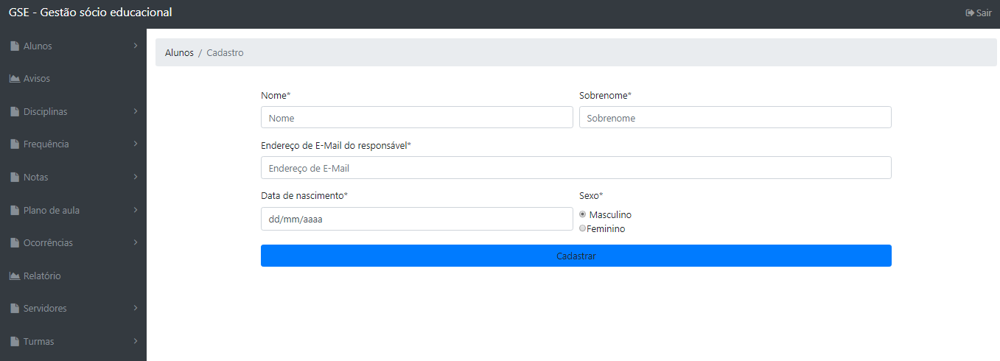 GSE - Gestão sócio educacional
Sair
Alunos
Avisos
Disciplinas
Frequência
Notas
Plano de aula
Ocorrências
Relatório
Servidores
Turmas
Alunos / Cadastro
Nome* Sobrenome*
Nome Sobrenome
Endereço de E-Mail do responsável*
Endereço de E-Mail
Data de nascimento* Sexo*
dd/mm/aaaa Masculino
Feminino
Cadastrar